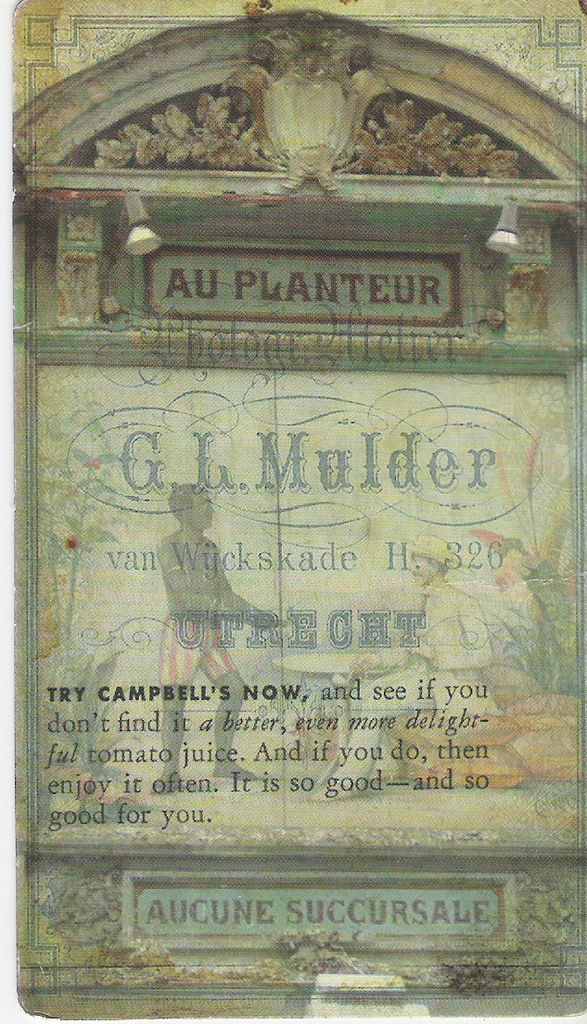 AU PLANTEUR
Photogr. Atelier
G. L. Mulder
van Wijckskade H. 326
UTRECHT
TRY CAMPBELL'S NOW, and see if you
don't find it a better, even more delight-
ful tomato juice. And if you do, then
enjoy it often. It is so good—and so
good for you.
AUCUNE SUCCURSALE